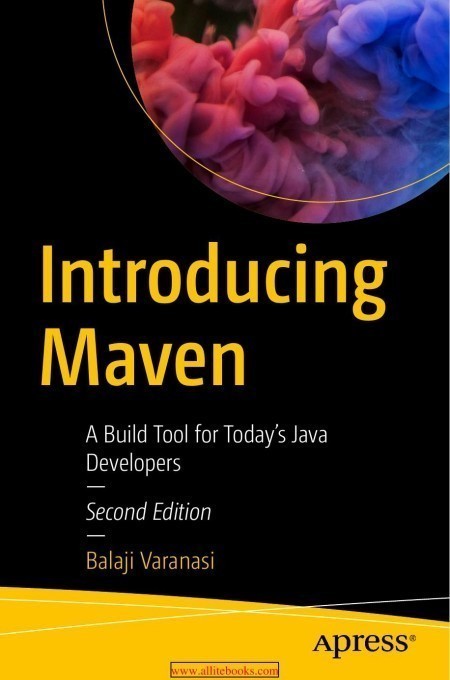 Introducing
Maven
A Build Tool for Today’s Java
Developers
—
Second Edition
—
Balaji Varanasi
Apress®
www.allitebooks.com